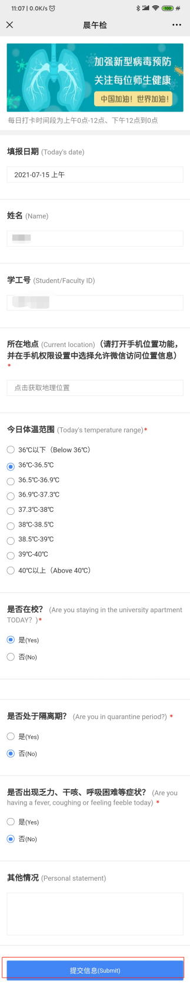 11:07 | 0.0K/s
100
晨午检
加强新型病毒预防
关注每位师生健康
中国加油！世界加油！
每日打卡时间段为上午0点-12点、下午12点到0点
填报日期 (Today's date)
2021-07-15 上午
姓名 (Name)
学工号 (Student/Faculty ID)
所在地点 (Current location)（请打开手机位置功能，
并在手机权限设置中选择允许微信访问位置信息）
*
点击获取地理位置
今日体温范围 (Today's temperature range)*
36℃以下（Below 36℃）
36℃-36.5℃
36.5℃-36.9℃
36.9℃-37.3℃
37.3℃-38℃
38℃-38.5℃
38.5℃-39℃
39℃-40℃
40℃以上（Above 40℃）
是否在校？ (Are you staying in the university apartment
TODAY？)*
是(Yes)
否(No)
是否处于隔离期？ (Are you in quarantine period?) *
是(Yes)
否(No)
是否出现乏力、干咳、呼吸困难等症状？ (Are you
having a fever, coughing or feeling feeble today) *
是(Yes)
否(No)
其他情况 (Personal statement)
提交信息(Submit)